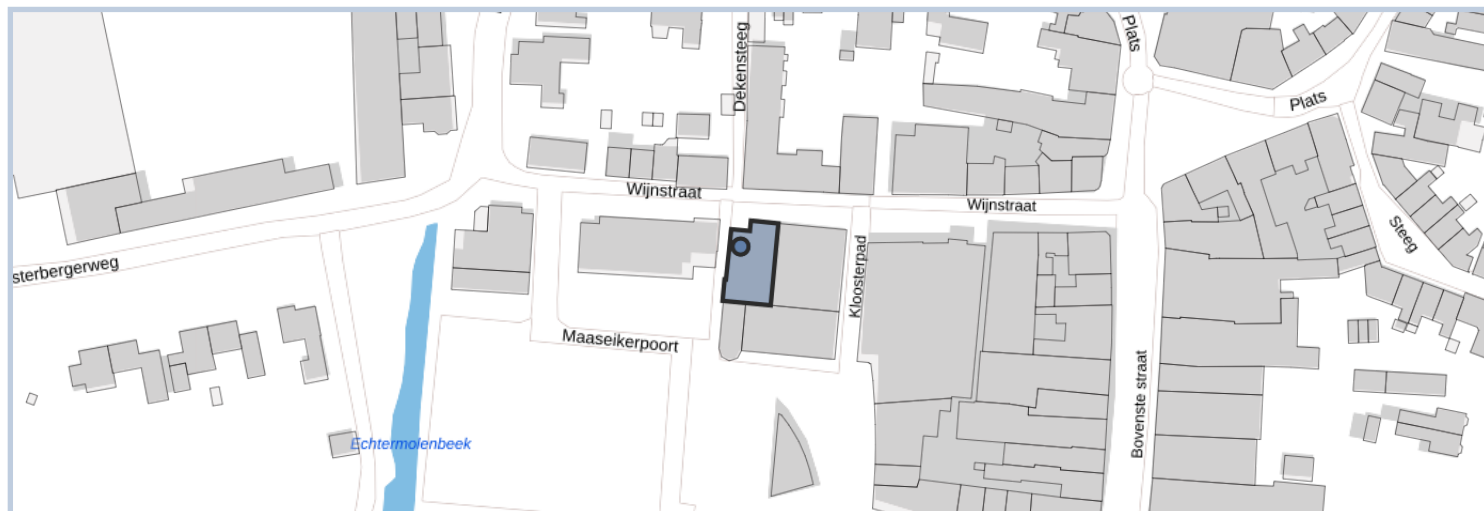 Plats
Dekensteeg
Plats
Wijnstraat
Wijnstraat
Steeg
sterbergerweg
Kloosterpad
Maaseikerpoort
Bovenste straat
Echtermolenbeek